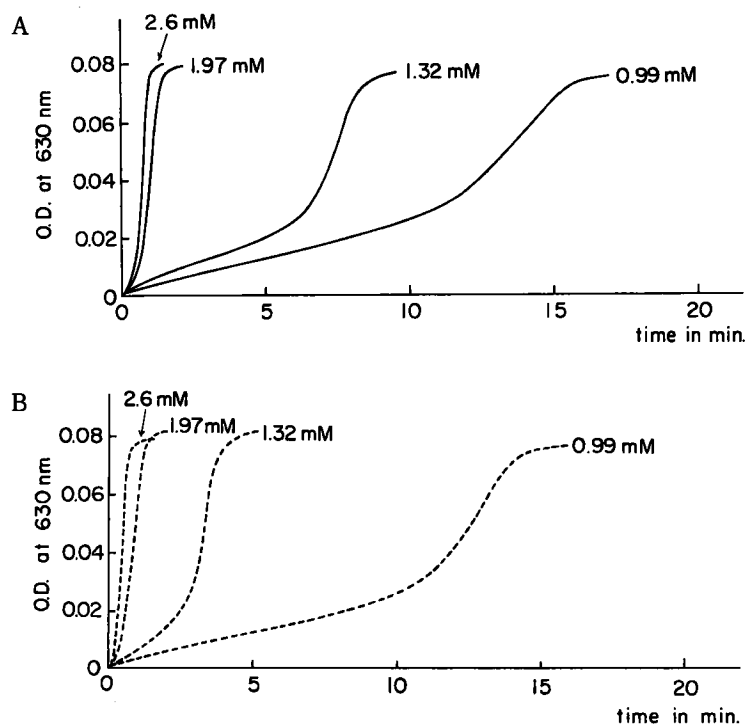 A
2.6 mM
0.08
1.97 mM
1.32 mM
0.99 mM
0.06
0.04
0.02
0
O.D. at 630 nm
0
5
10
15
20
time in min.
B
2.6 mM
1.97 mM
0.08
1.32 mM
0.99 mM
0.06
0.04
0.02
0
O.D. at 630 nm
0
5
10
15
20
time in min.